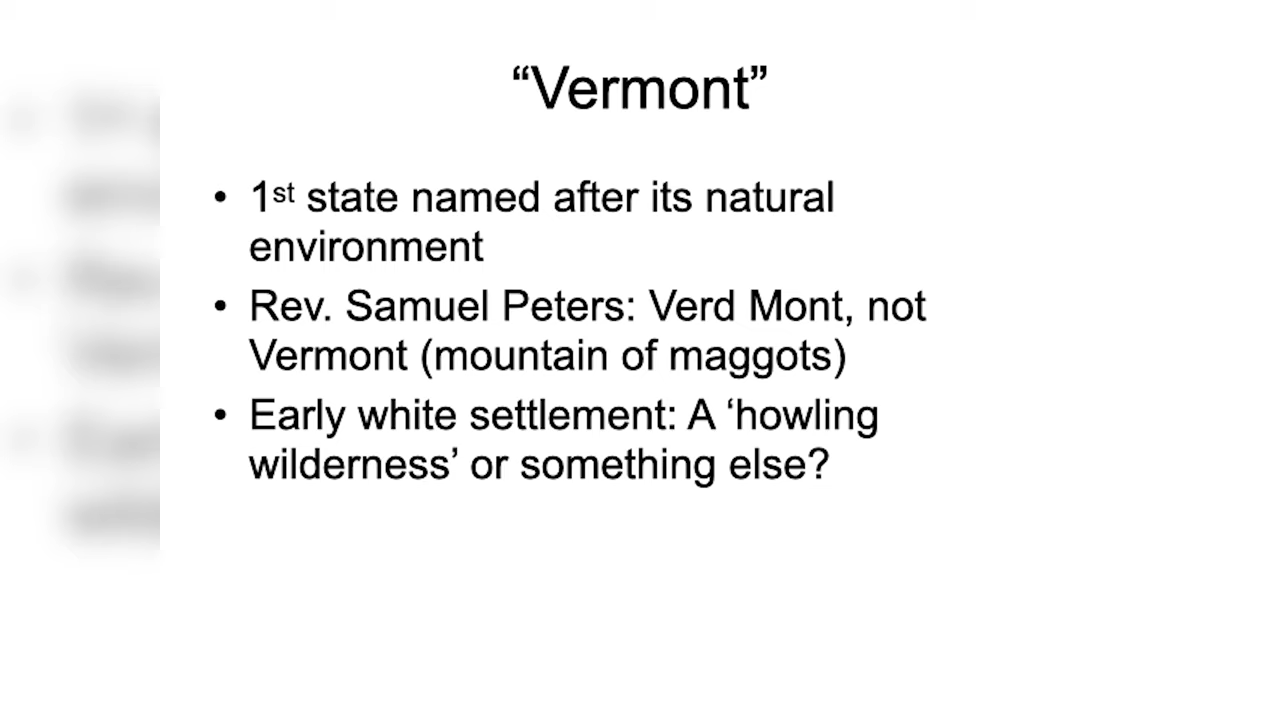 “Vermont”
• 1st state named after its natural
environment
• Rev. Samuel Peters: Verd Mont, not
Vermont (mountain of maggots)
• Early white settlement: A ‘howling
wilderness’ or something else?